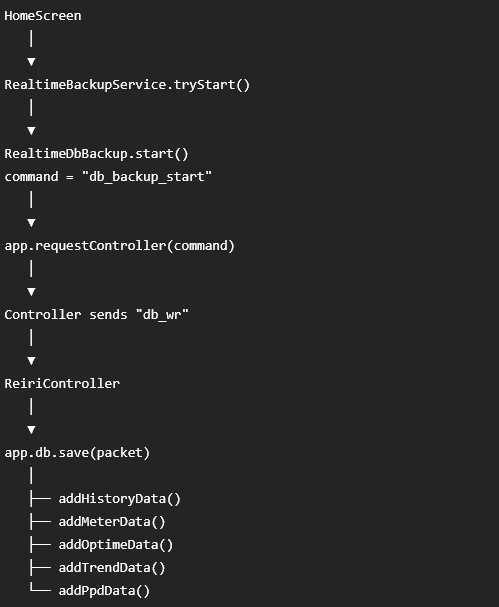 HomeScreen
│
▼
RealtimeBackupService.tryStart()
│
▼
RealtimeDbBackup.start()
command = "db_backup_start"
│
▼
app.requestController(command)
│
▼
Controller sends "db_wr"
│
▼
ReiriController
│
▼
app.db.save(packet)
│
├── addHistoryData()
├── addMeterData()
├── addOptimeData()
├── addTrendData()
└── addPpdData()